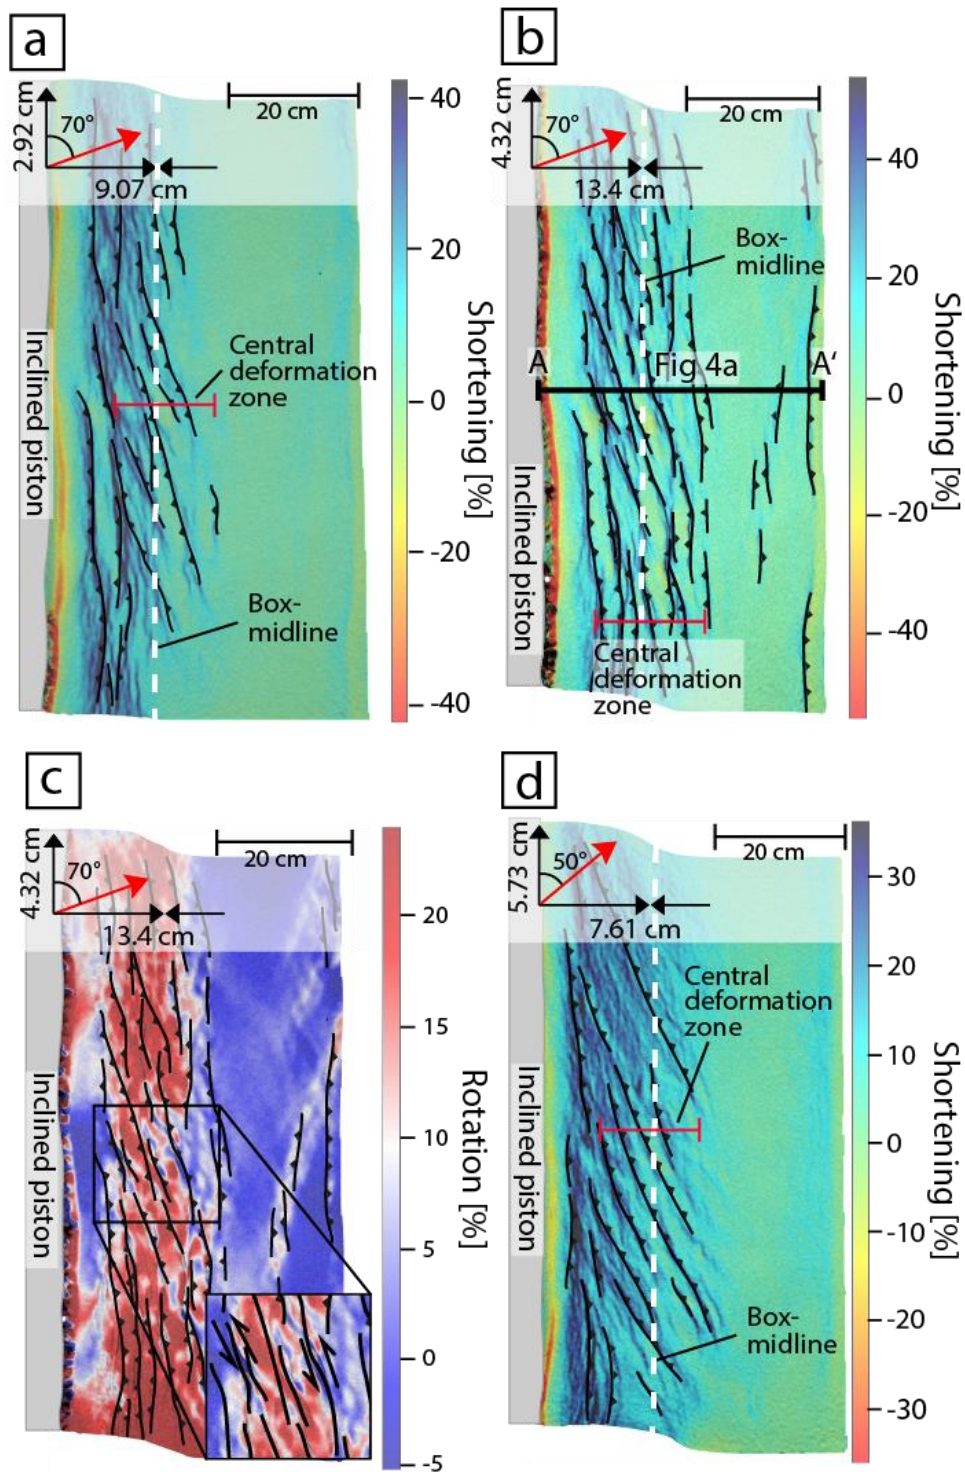 a
2.92 cm
70°
20 cm
9.07 cm
Central
deformation
zone
Inclined piston
Box-
midline
40
20
0
-20
-40
Shortening [%]
b
4.32 cm
70°
20 cm
13.4 cm
Box-
midline
A
Fig 4a
A‘
Inclined piston
Central
deformation
zone
40
20
0
-20
-40
Shortening [%]
c
4.32 cm
70°
20 cm
13.4 cm
Inclined piston
20
15
10
5
0
-5
Rotation [%]
d
5.73 cm
50°
20 cm
7.61 cm
Central
deformation
zone
Inclined piston
Box-
midline
30
20
10
0
-10
-20
-30
Shortening [%]